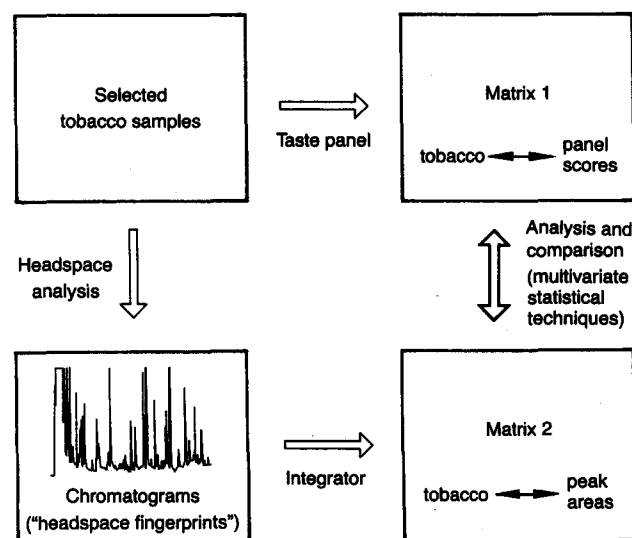 Selected
tobacco samples
Taste panel
Matrix 1
tobacco
panel
scores
Headspace
analysis
Analysis and
comparison
(multivariate
statistical
techniques)
Chromatograms
("headspace fingerprints")
Integrator
Matrix 2
tobacco
peak
areas